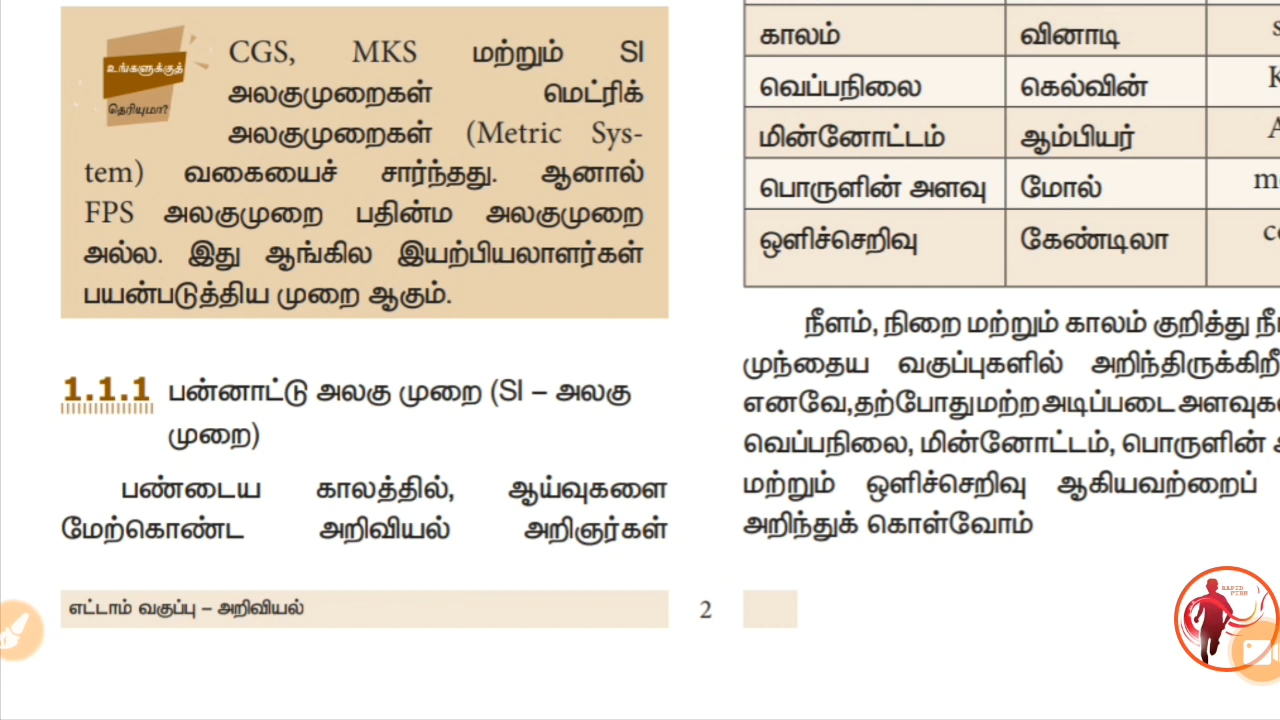 உங்களுக்குத்
தெரியுமா?
CGS, MKS மற்றும் SI
அலகுமுறைகள் மெட்ரிக்
அலகுமுறைகள் (Metric Sys-
tem) வகையைச் சார்ந்தது. ஆனால்
FPS அலகுமுறை பதின்ம அலகுமுறை
அல்ல. இது ஆங்கில இயற்பியலாளர்கள்
பயன்படுத்திய முறை ஆகும்.
1.1.1 பன்னாட்டு அலகு முறை (SI – அலகு
முறை)
பண்டைய காலத்தில், ஆய்வுகளை
மேற்கொண்ட அறிவியல் அறிஞர்கள்
எட்டாம் வகுப்பு – அறிவியல்
2
காலம் வினாடி s
வெப்பநிலை கெல்வின் K
மின்னோட்டம் ஆம்பியர் A
பொருளின் அளவு மோல்
ஒளிச்செறிவு கேண்டிலா
நீளம், நிறை மற்றும் காலம் குறித்து
முந்தைய வகுப்புகளில்
எனவே,தற்போது மற்ற அடிப்படை
வெப்பநிலை, மின்னோட்டம், பொருளின்
மற்றும் ஒளிச்செறிவு ஆகியவற்றைப்
அறிந்துக் கொள்வோம்
RAPID
FIRE